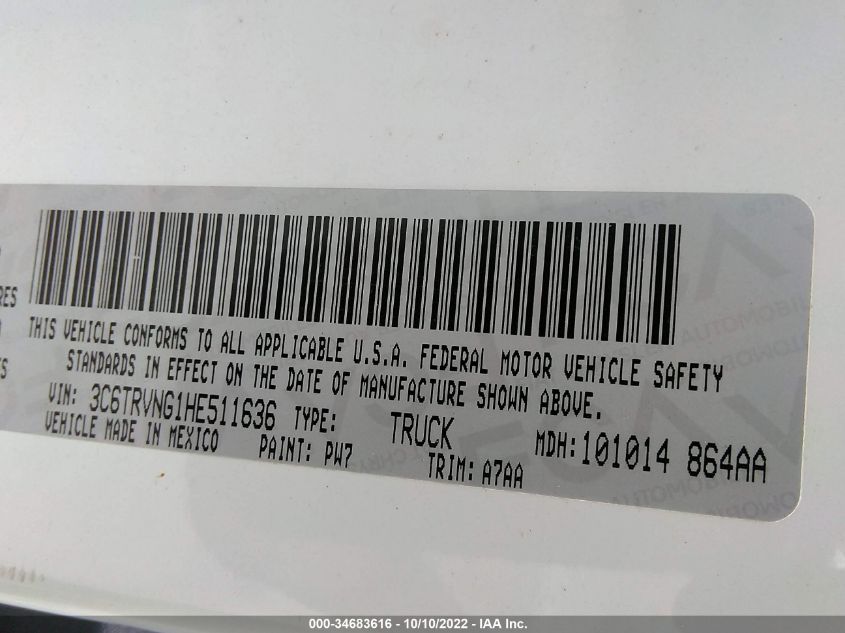 RES
THIS VEHICLE CONFORMS TO ALL APPLICABLE U.S.A. FEDERAL MOTOR VEHICLE SAFETY
STANDARDS IN EFFECT ON THE DATE OF MANUFACTURE SHOWN ABOVE.
VIN: 3C6TRVNG1HE511636 TYPE: TRUCK MDH:101014 864AA
VEHICLE MADE IN MEXICO PAINT: PW7 TRIM: A7AA
000-34683616 - 10/10/2022 - IAA Inc.